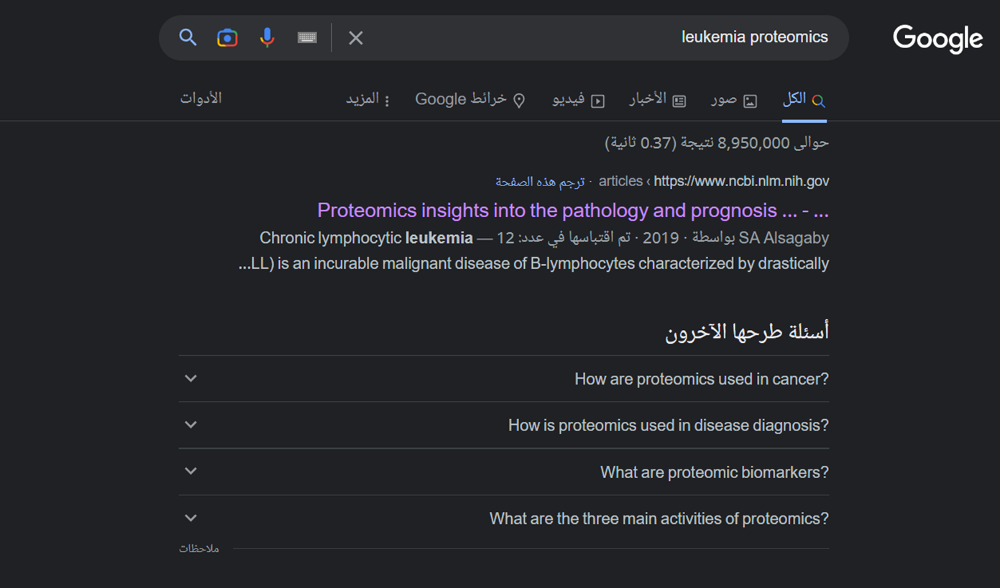 leukemia proteomics
Google
الكل صور الأخبار فيديو خرائط Google المزيد الأدوات
حوالى 8,950,000 نتيجة (0.37 ثانية)
https://www.ncbi.nlm.nih.gov › articles · ترجم هذه الصفحة
Proteomics insights into the pathology and prognosis ... - ...
SA Alsagaby بواسطة · 2019 · تم اقتباسها في عدد: 12 — Chronic lymphocytic leukemia
...LL) is an incurable malignant disease of B-lymphocytes characterized by drastically
أسئلة طرحها الآخرون
How are proteomics used in cancer?
How is proteomics used in disease diagnosis?
What are proteomic biomarkers?
What are the three main activities of proteomics?
ملاحظات